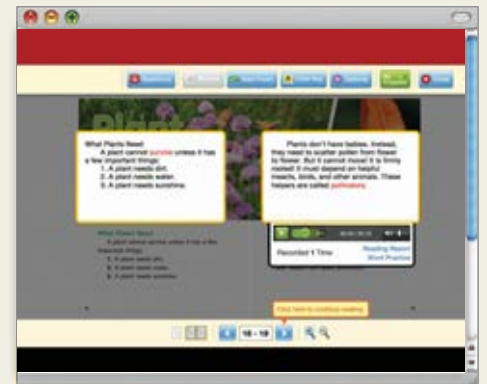 Plant
What Plants Need
A plant cannot survive unless it has
a few important things:
1. A plant needs dirt.
2. A plant needs water.
3. A plant needs sunshine.
Plants don't have babies. Instead,
they need to scatter pollen from flower
to flower. But it cannot move! It is firmly
rooted! It must depend on helpful
insects, birds, and other animals. These
helpers are called pollinators.
What Plants Need
A plant cannot survive unless it has a few
important things:
1. A plant needs dirt.
2. A plant needs water.
3. A plant needs sunshine.
Recorded 1 Time
Reading Report
Word Practice
Click here to continue reading
18 - 19